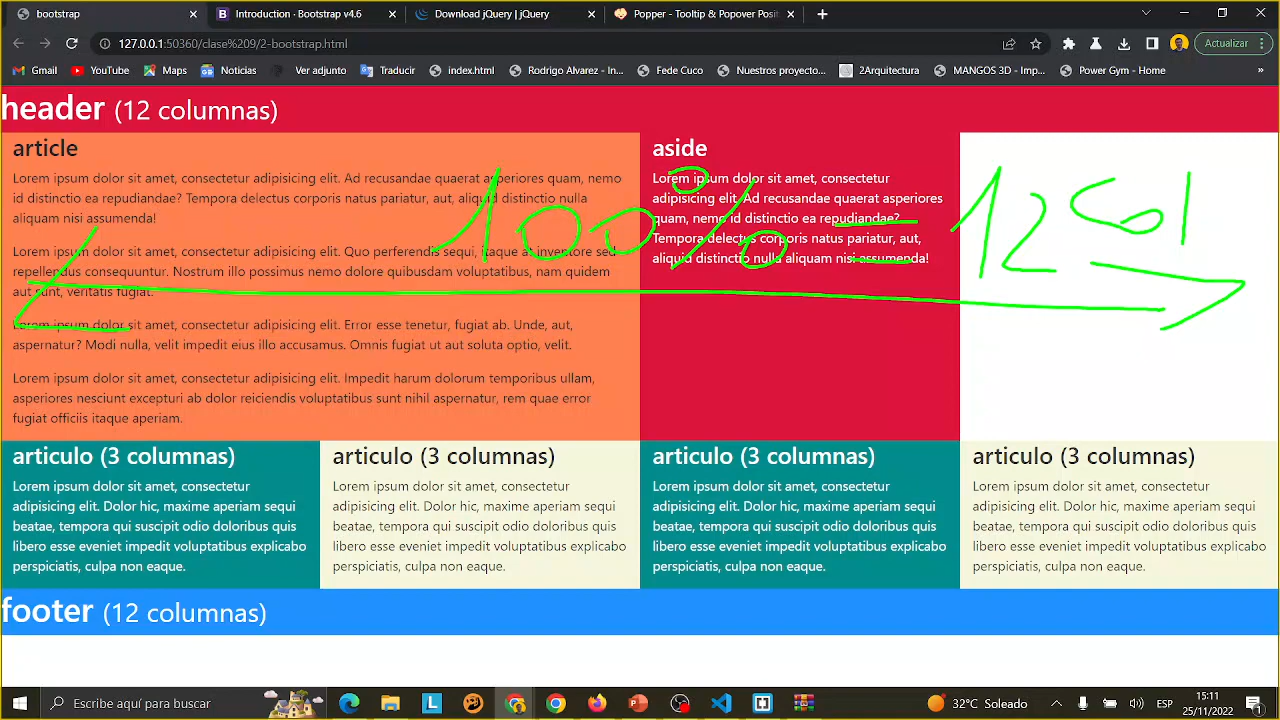 bootstrap
Introduction · Bootstrap v4.6
Download jQuery | jQuery
Popper - Tooltip & Popover Posit
127.0.0.1:50360/clase%209/2-bootstrap.html
Actualizar
Gmail
YouTube
Maps
Noticias
Ver adjunto
Traducir
index.html
Rodrigo Alvarez - In...
Fede Cuco
Nuestros proyecto...
2Arquitectura
MANGOS 3D - Imp...
Power Gym - Home
»
header (12 columnas)
article
Lorem ipsum dolor sit amet, consectetur adipisicing elit. Ad recusandae quaerat asperiores quam, nemo
id distinctio ea repudiandae? Tempora delectus corporis natus pariatur, aut, aliquid distinctio nulla
aliquam nisi assumenda!
Lorem ipsum dolor sit amet, consectetur adipisicing elit. Quo perferendis sequi, itaque at inventore sed
repellendus consequuntur. Nostrum illo possimus nemo dolore quibusdam voluptatibus, nam quidem
aut sunt, veritatis fugiat.
Lorem ipsum dolor sit amet, consectetur adipisicing elit. Error esse tenetur, fugiat ab. Unde, aut,
aspernatur? Modi nulla, velit impedit eius illo accusamus. Omnis fugiat ut aut soluta optio, velit.
Lorem ipsum dolor sit amet, consectetur adipisicing elit. Impedit harum dolorum temporibus ullam,
asperiores nesciunt excepturi ab dolor reiciendis voluptatibus sunt nihil aspernatur, rem quae error
fugiat officiis itaque aperiam.
aside
Lorem ipsum dolor sit amet, consectetur
adipisicing elit. Ad recusandae quaerat asperiores
quam, nemo id distinctio ea repudiandae?
Tempora delectus corporis natus pariatur, aut,
aliquid distinctio nulla aliquam nisi assumenda!
100% = 12 col
articulo (3 columnas)
Lorem ipsum dolor sit amet, consectetur
adipisicing elit. Dolor hic, maxime aperiam sequi
beatae, tempora qui suscipit odio doloribus quis
libero esse eveniet impedit voluptatibus explicabo
perspiciatis, culpa non eaque.
articulo (3 columnas)
Lorem ipsum dolor sit amet, consectetur
adipisicing elit. Dolor hic, maxime aperiam sequi
beatae, tempora qui suscipit odio doloribus quis
libero esse eveniet impedit voluptatibus explicabo
perspiciatis, culpa non eaque.
articulo (3 columnas)
Lorem ipsum dolor sit amet, consectetur
adipisicing elit. Dolor hic, maxime aperiam sequi
beatae, tempora qui suscipit odio doloribus quis
libero esse eveniet impedit voluptatibus explicabo
perspiciatis, culpa non eaque.
articulo (3 columnas)
Lorem ipsum dolor sit amet, consectetur
adipisicing elit. Dolor hic, maxime aperiam sequi
beatae, tempora qui suscipit odio doloribus quis
libero esse eveniet impedit voluptatibus explicabo
perspiciatis, culpa non eaque.
footer (12 columnas)
Escribe aquí para buscar
32°C Soleado
ESP
15:11
25/11/2022